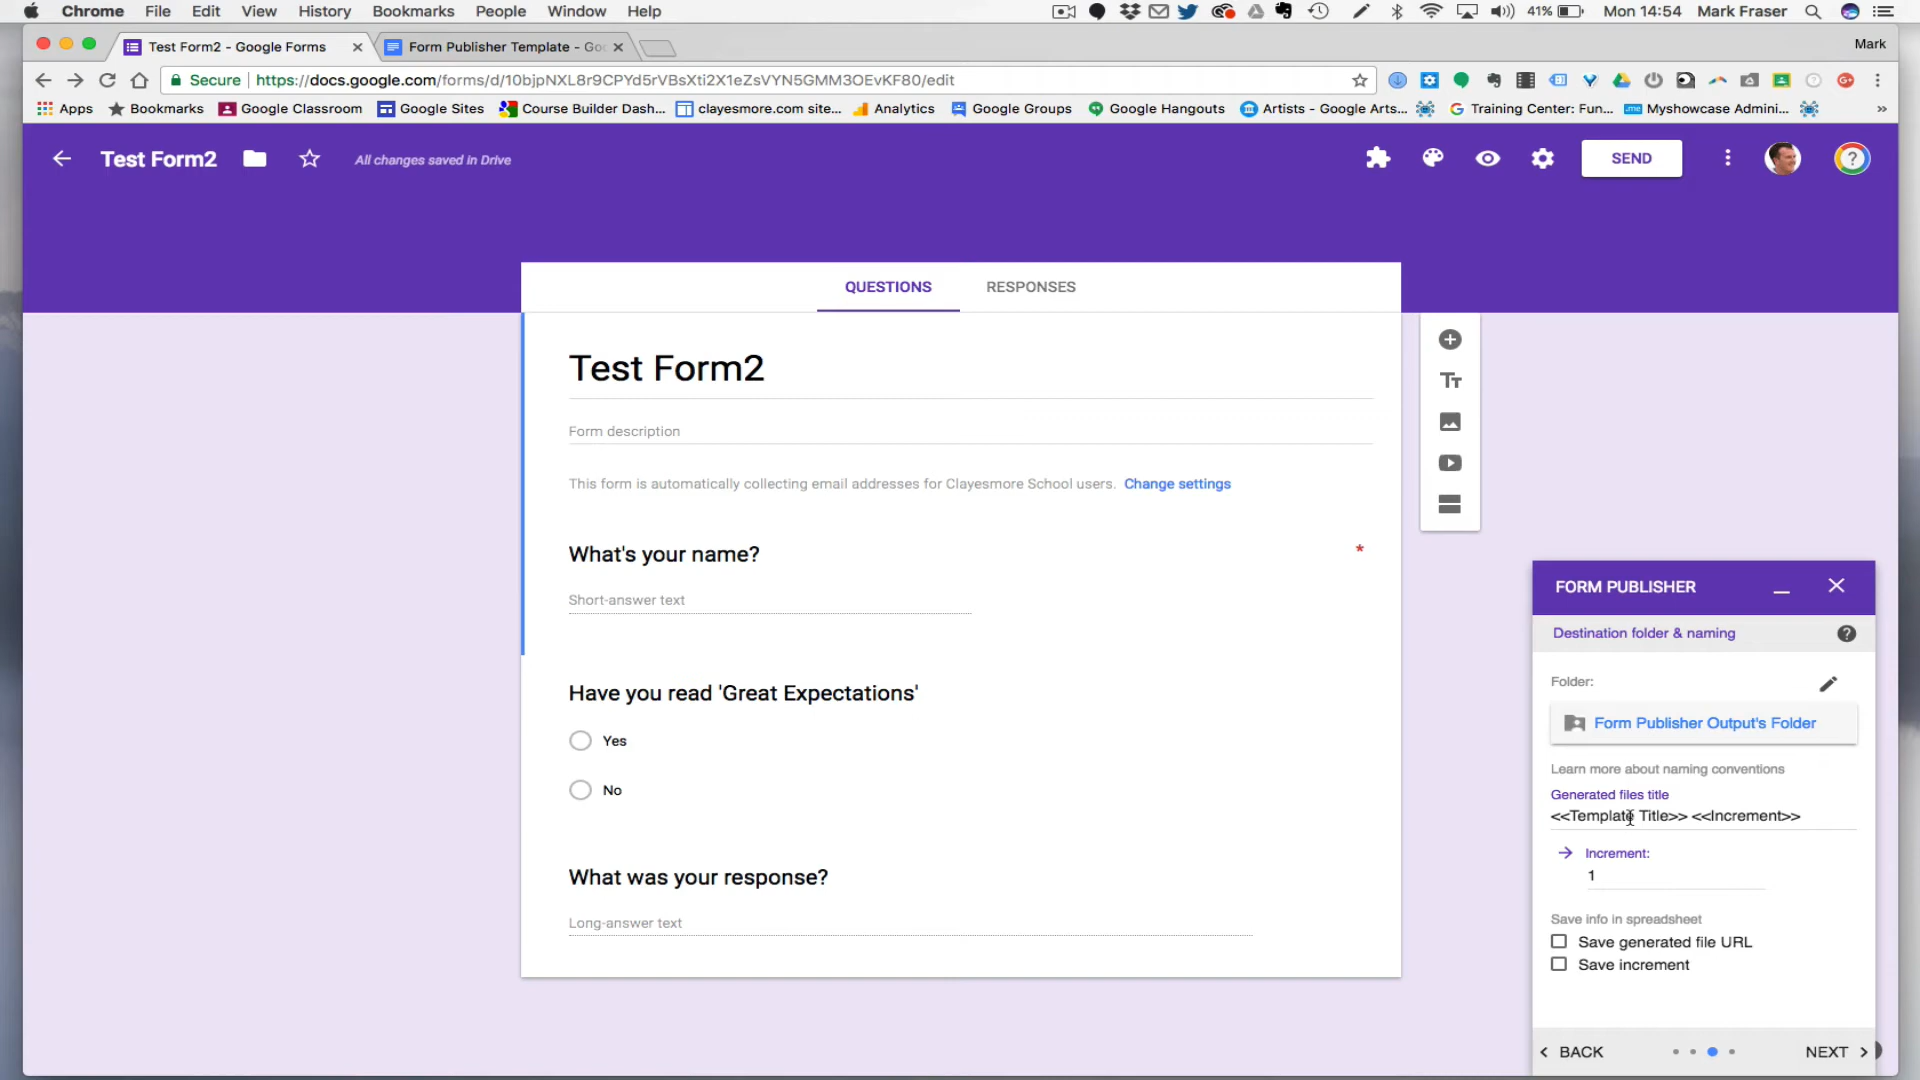 Chrome File Edit View History Bookmarks People Window Help 41% Mon 14:54 Mark Fraser
Test Form2 - Google Forms Form Publisher Template - Goo Mark
Secure https://docs.google.com/forms/d/10bjpNXL8r9CPYd5rVBsXti2X1eZsVYN5GMM3OEvKF80/edit
Apps Bookmarks Google Classroom Google Sites Course Builder Dash... clayesmore.com site... Analytics Google Groups Google Hangouts Artists - Google Arts... Training Center: Fun... Myshowcase Admini... »
Test Form2 All changes saved in Drive SEND
QUESTIONS RESPONSES
Test Form2
Form description
This form is automatically collecting email addresses for Clayesmore School users. Change settings
What's your name? *
Short-answer text
Have you read 'Great Expectations'
Yes
No
What was your response?
Long-answer text
FORM PUBLISHER
Destination folder & naming
Folder:
Form Publisher Output's Folder
Learn more about naming conventions
Generated files title
<<Template Title>> <<Increment>>
Increment:
1
Save info in spreadsheet
Save generated file URL
Save increment
BACK NEXT